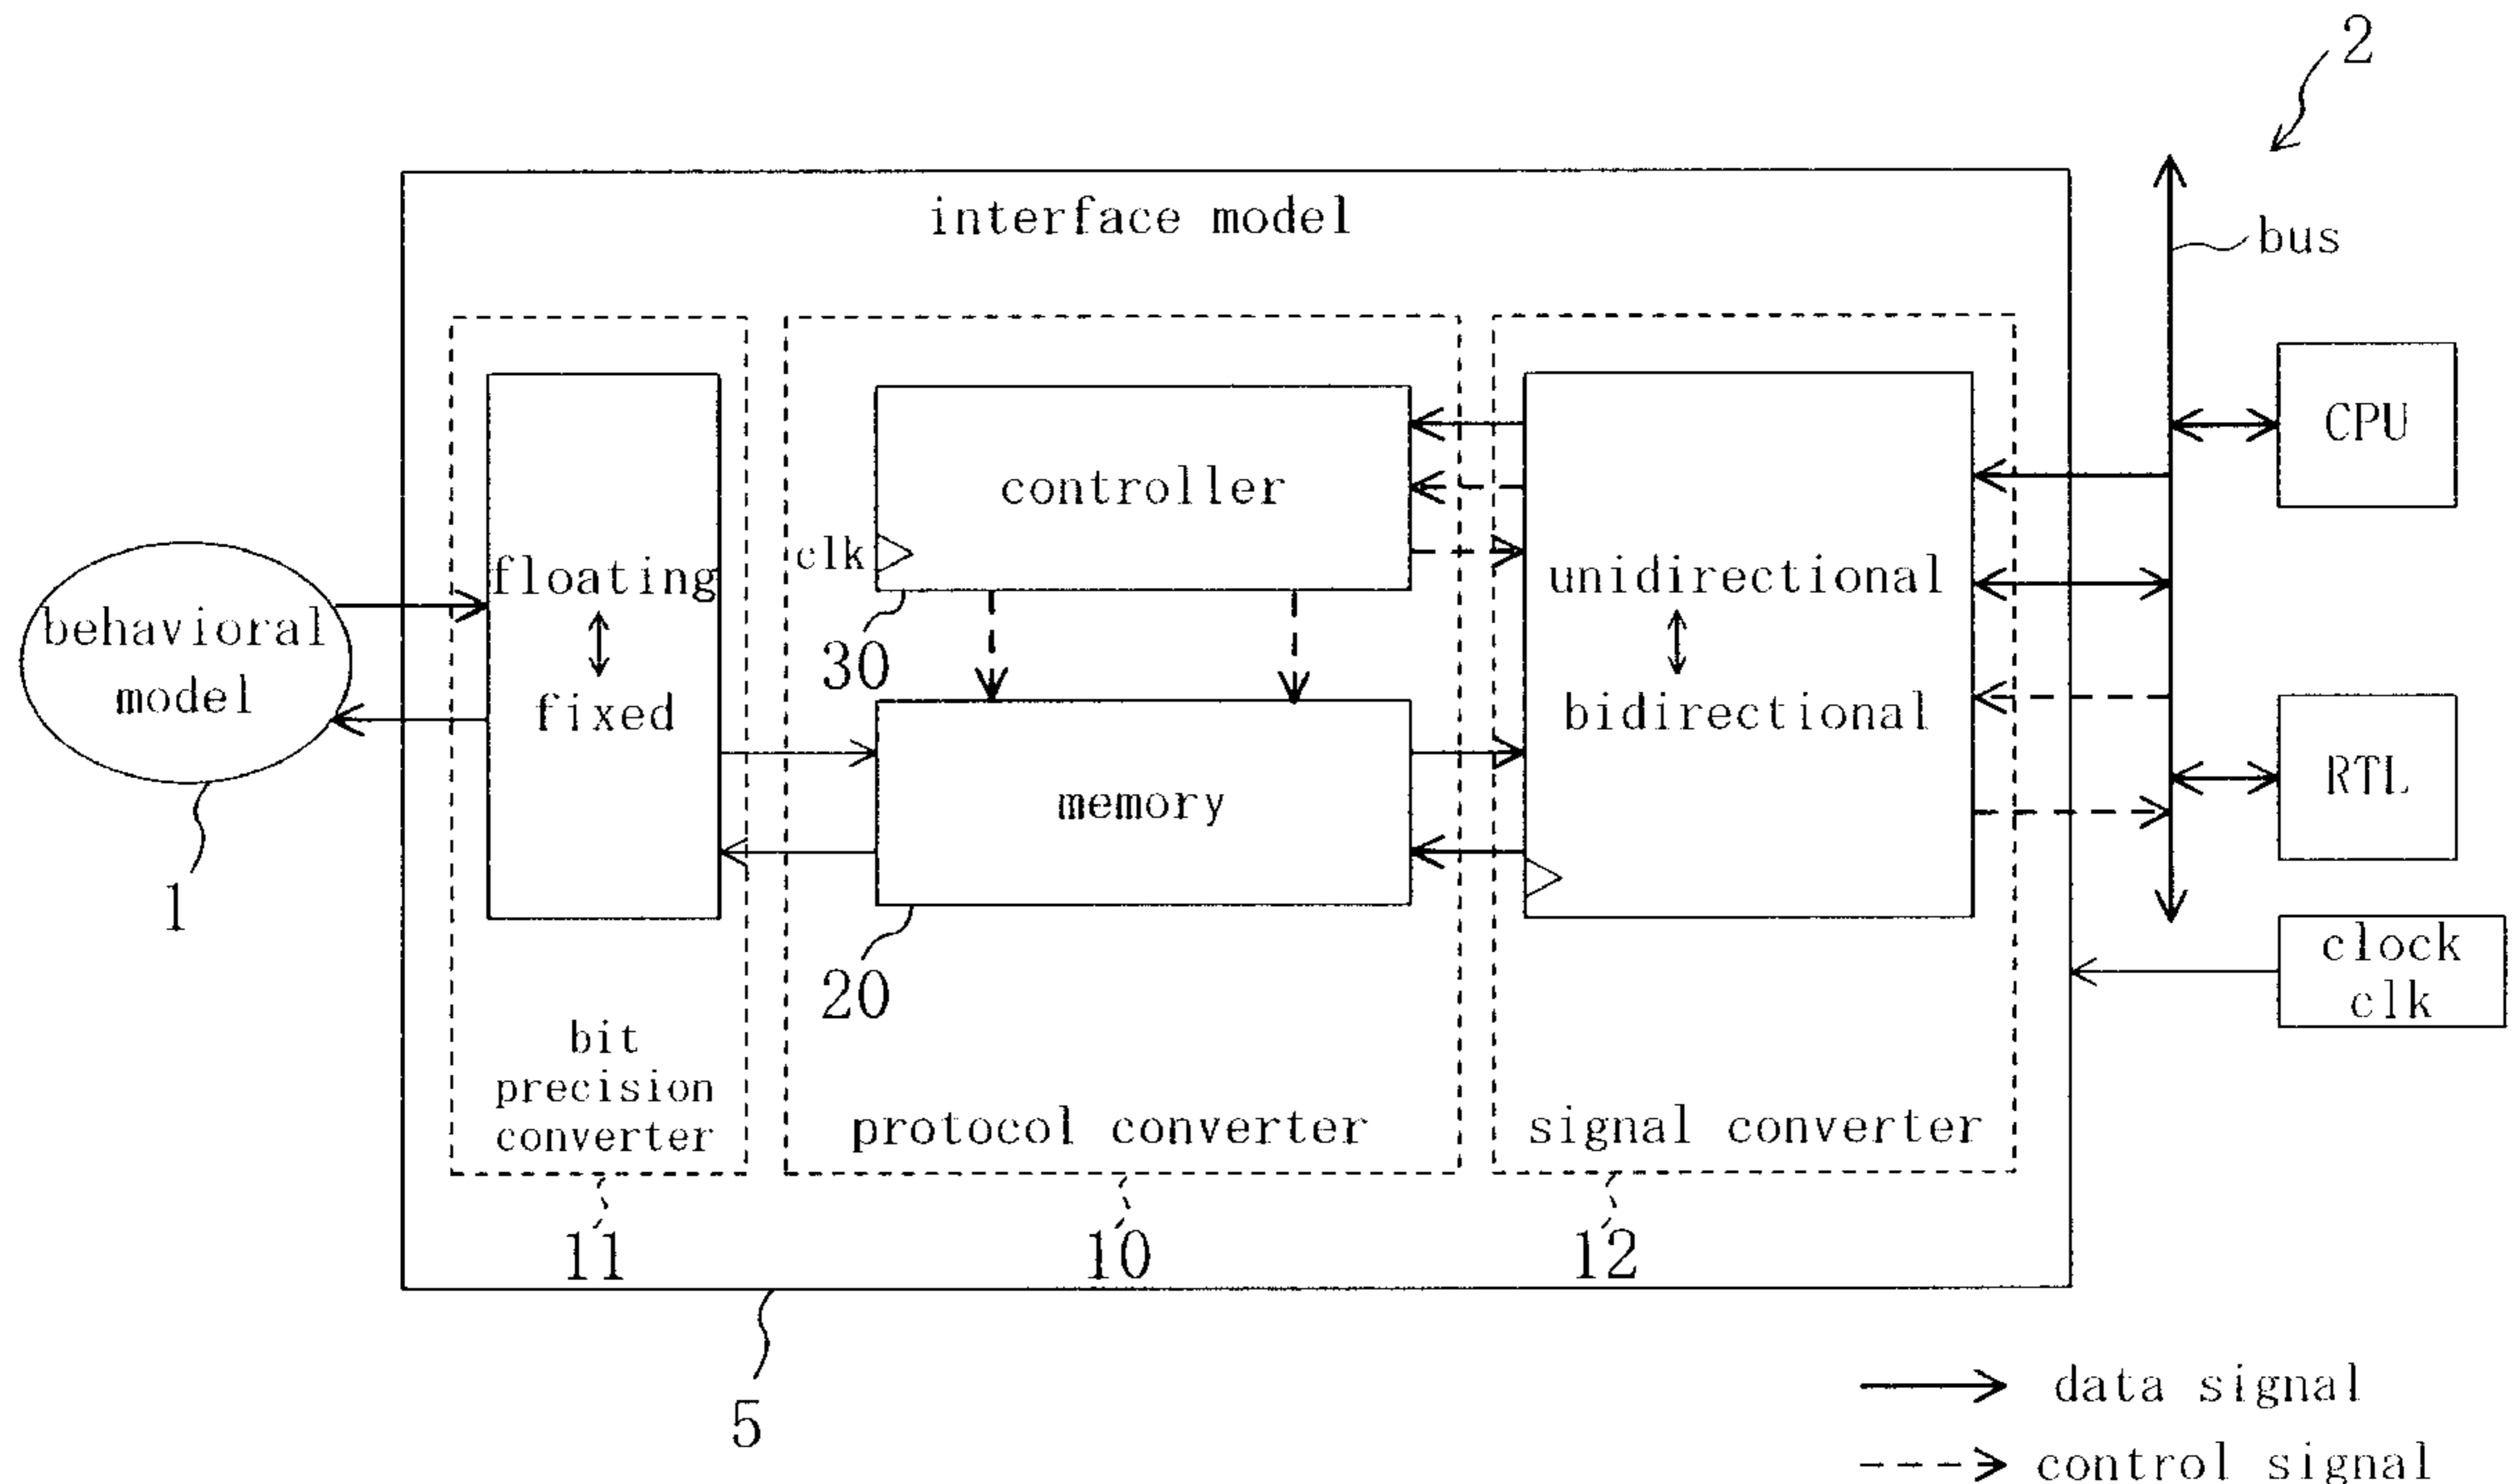 2
interface model
bus
CPU
controller
clk
floating
fixed
unidirectional
bidirectional
behavioral
model
30
memory
RTL
1
20
clock
clk
bit
precision
converter
protocol converter
signal converter
11
10
12
5
data signal
control signal